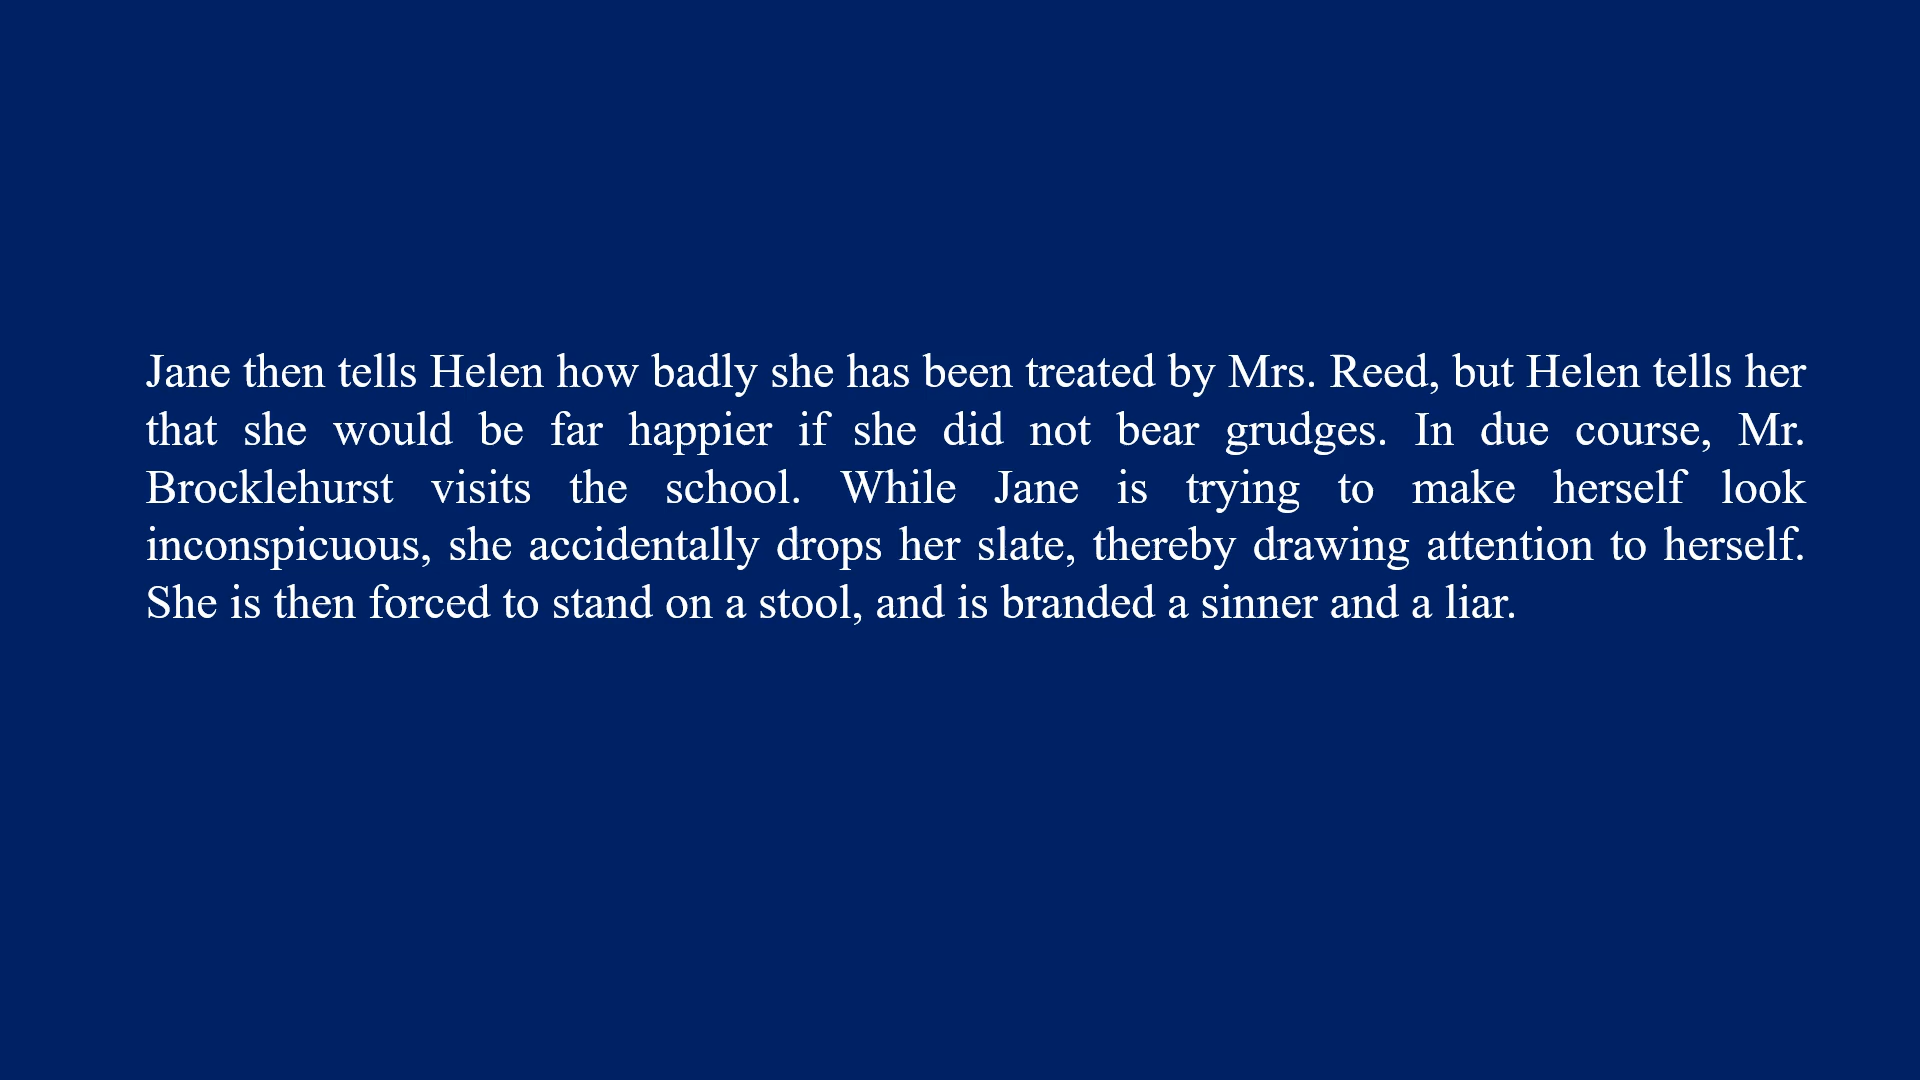 Jane then tells Helen how badly she has been treated by Mrs. Reed, but Helen tells her
that she would be far happier if she did not bear grudges. In due course, Mr.
Brocklehurst visits the school. While Jane is trying to make herself look
inconspicuous, she accidentally drops her slate, thereby drawing attention to herself.
She is then forced to stand on a stool, and is branded a sinner and a liar.